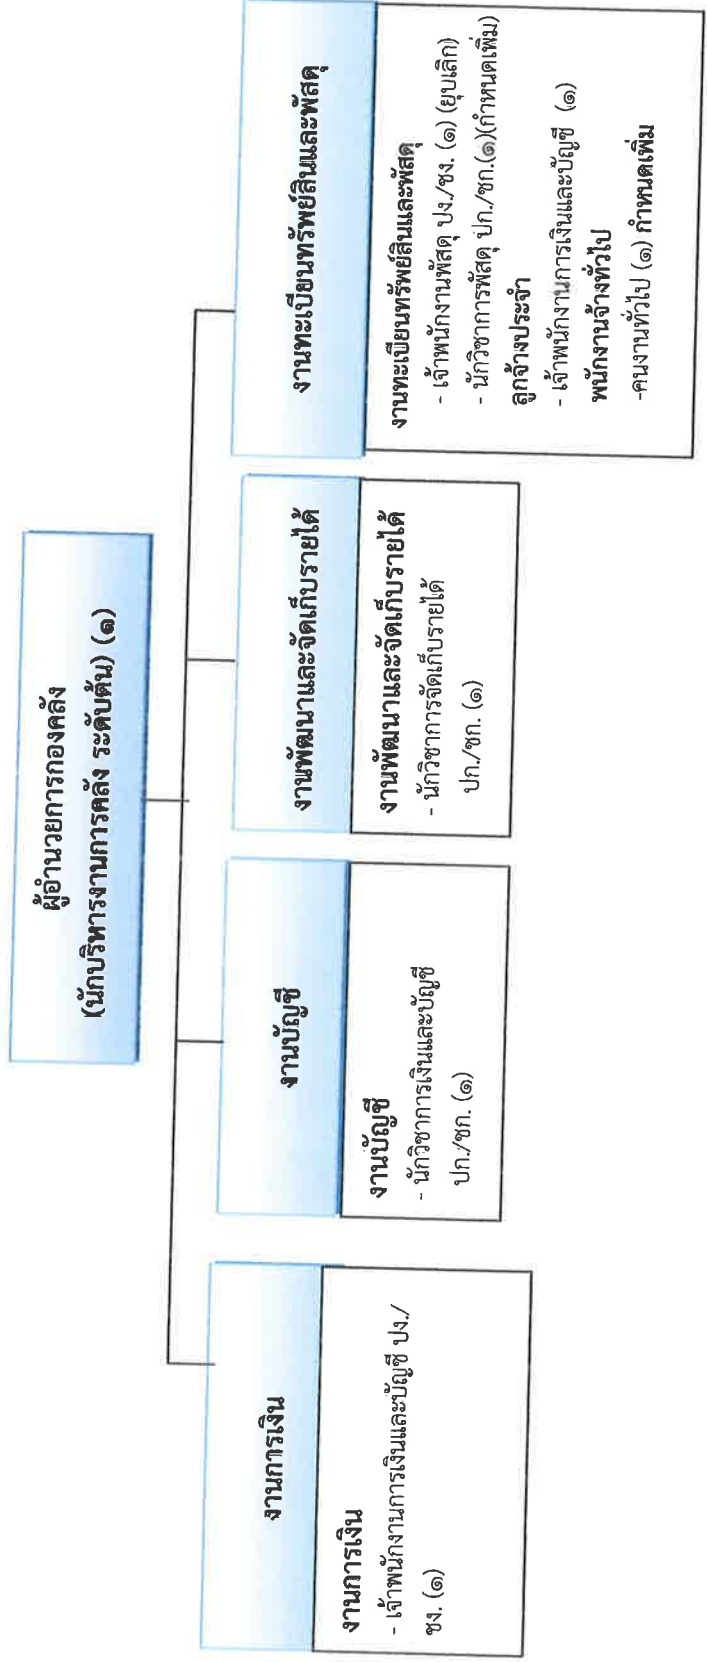 ผู้อำนวยการกองคลัง
(นักบริหารงานการคลัง ระดับต้น) (๑)
งานการเงิน
งานการเงิน
- เจ้าพนักงานการเงินและบัญชี ปง./
ชง. (๑)
งานบัญชี
งานบัญชี
- นักวิชาการเงินและบัญชี
ปก./ชก. (๑)
งานพัฒนาและจัดเก็บรายได้
งานพัฒนาและจัดเก็บรายได้
- นักวิชาการจัดเก็บรายได้
ปก./ชก. (๑)
งานทะเบียนทรัพย์สินและพัสดุ
งานทะเบียนทรัพย์สินและพัสดุ
- เจ้าพนักงานพัสดุ ปง./ชง. (๑) (ยุบเลิก)
- นักวิชาการพัสดุ ปก./ชก.(๑)(กำหนดเพิ่ม)
ลูกจ้างประจำ
- เจ้าพนักงานการเงินและบัญชี (๑)
พนักงานจ้างทั่วไป
-คนงานทั่วไป (๑) กำหนดเพิ่ม